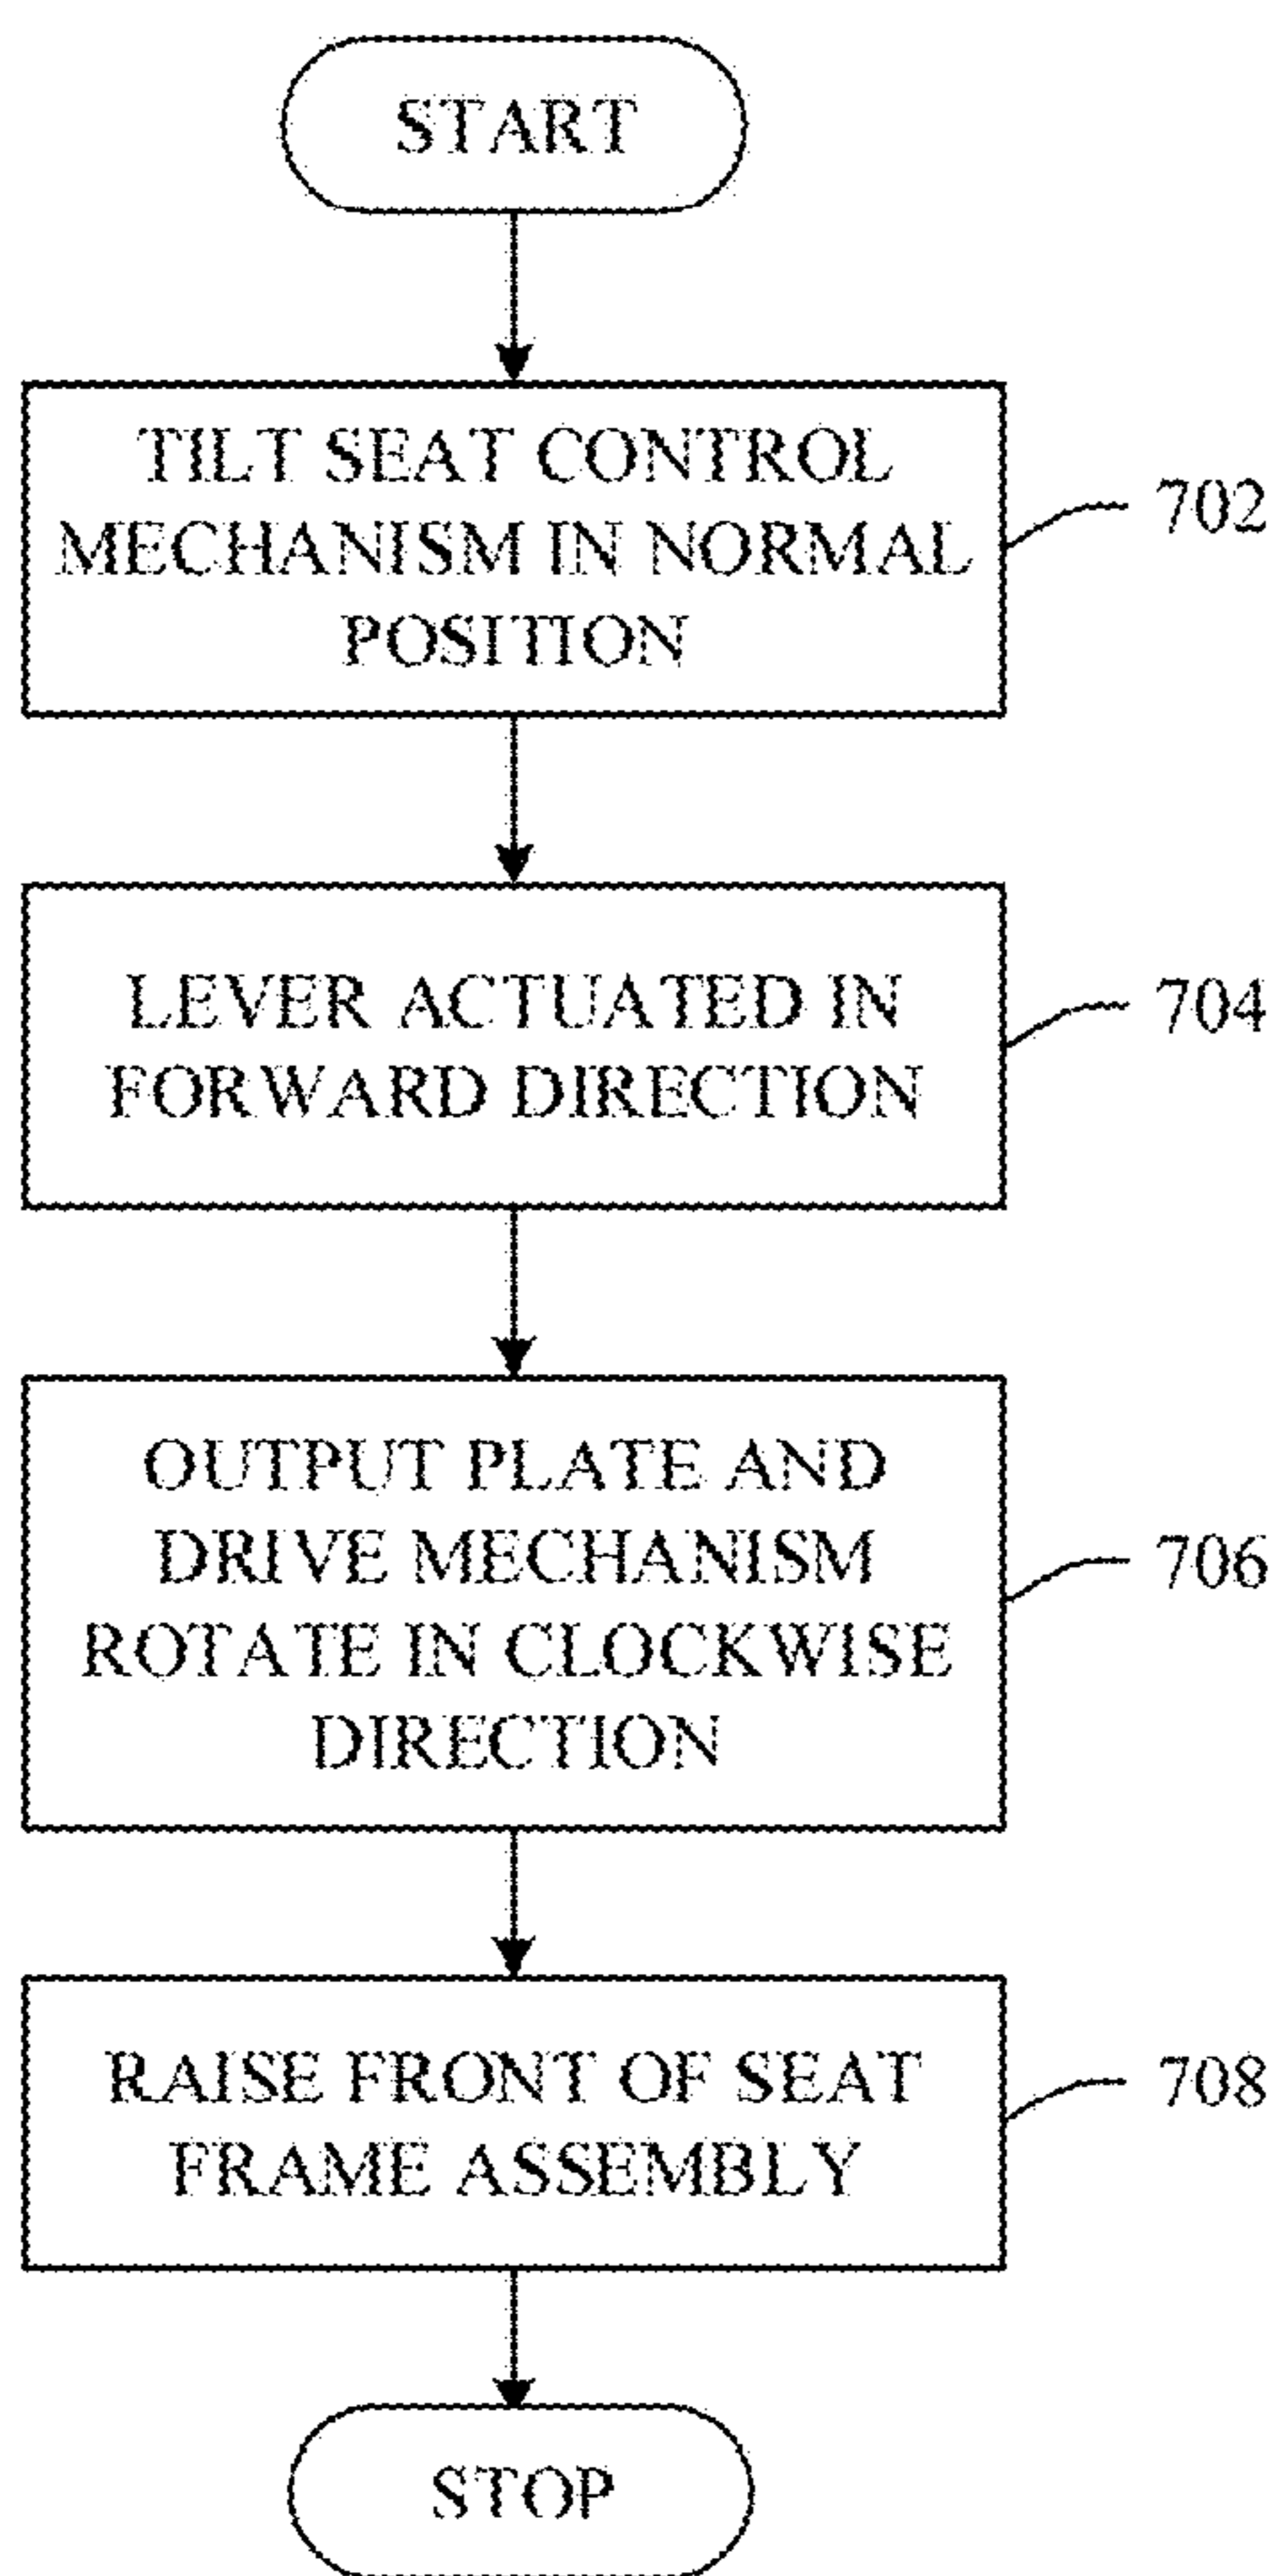 START
TILT SEAT CONTROL
MECHANISM IN NORMAL
POSITION
702
LEVER ACTUATED IN
FORWARD DIRECTION
704
OUTPUT PLATE AND
DRIVE MECHANISM
ROTATE IN CLOCKWISE
DIRECTION
706
RAISE FRONT OF SEAT
FRAME ASSEMBLY
708
STOP